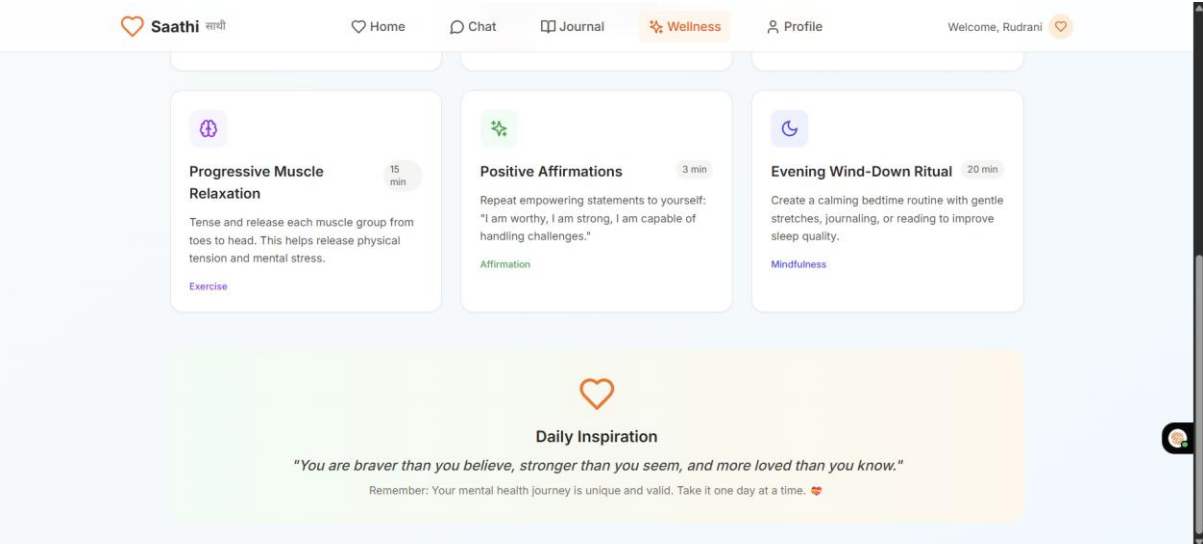 Saathi साथी
Home
Chat
Journal
Wellness
Profile
Welcome, Rudrani
Progressive Muscle
Relaxation
15
min
Tense and release each muscle group from
toes to head. This helps release physical
tension and mental stress.
Exercise
Positive Affirmations
3 min
Repeat empowering statements to yourself:
"I am worthy, I am strong, I am capable of
handling challenges."
Affirmation
Evening Wind-Down Ritual
20 min
Create a calming bedtime routine with gentle
stretches, journaling, or reading to improve
sleep quality.
Mindfulness
Daily Inspiration
"You are braver than you believe, stronger than you seem, and more loved than you know."
Remember: Your mental health journey is unique and valid. Take it one day at a time. 💝